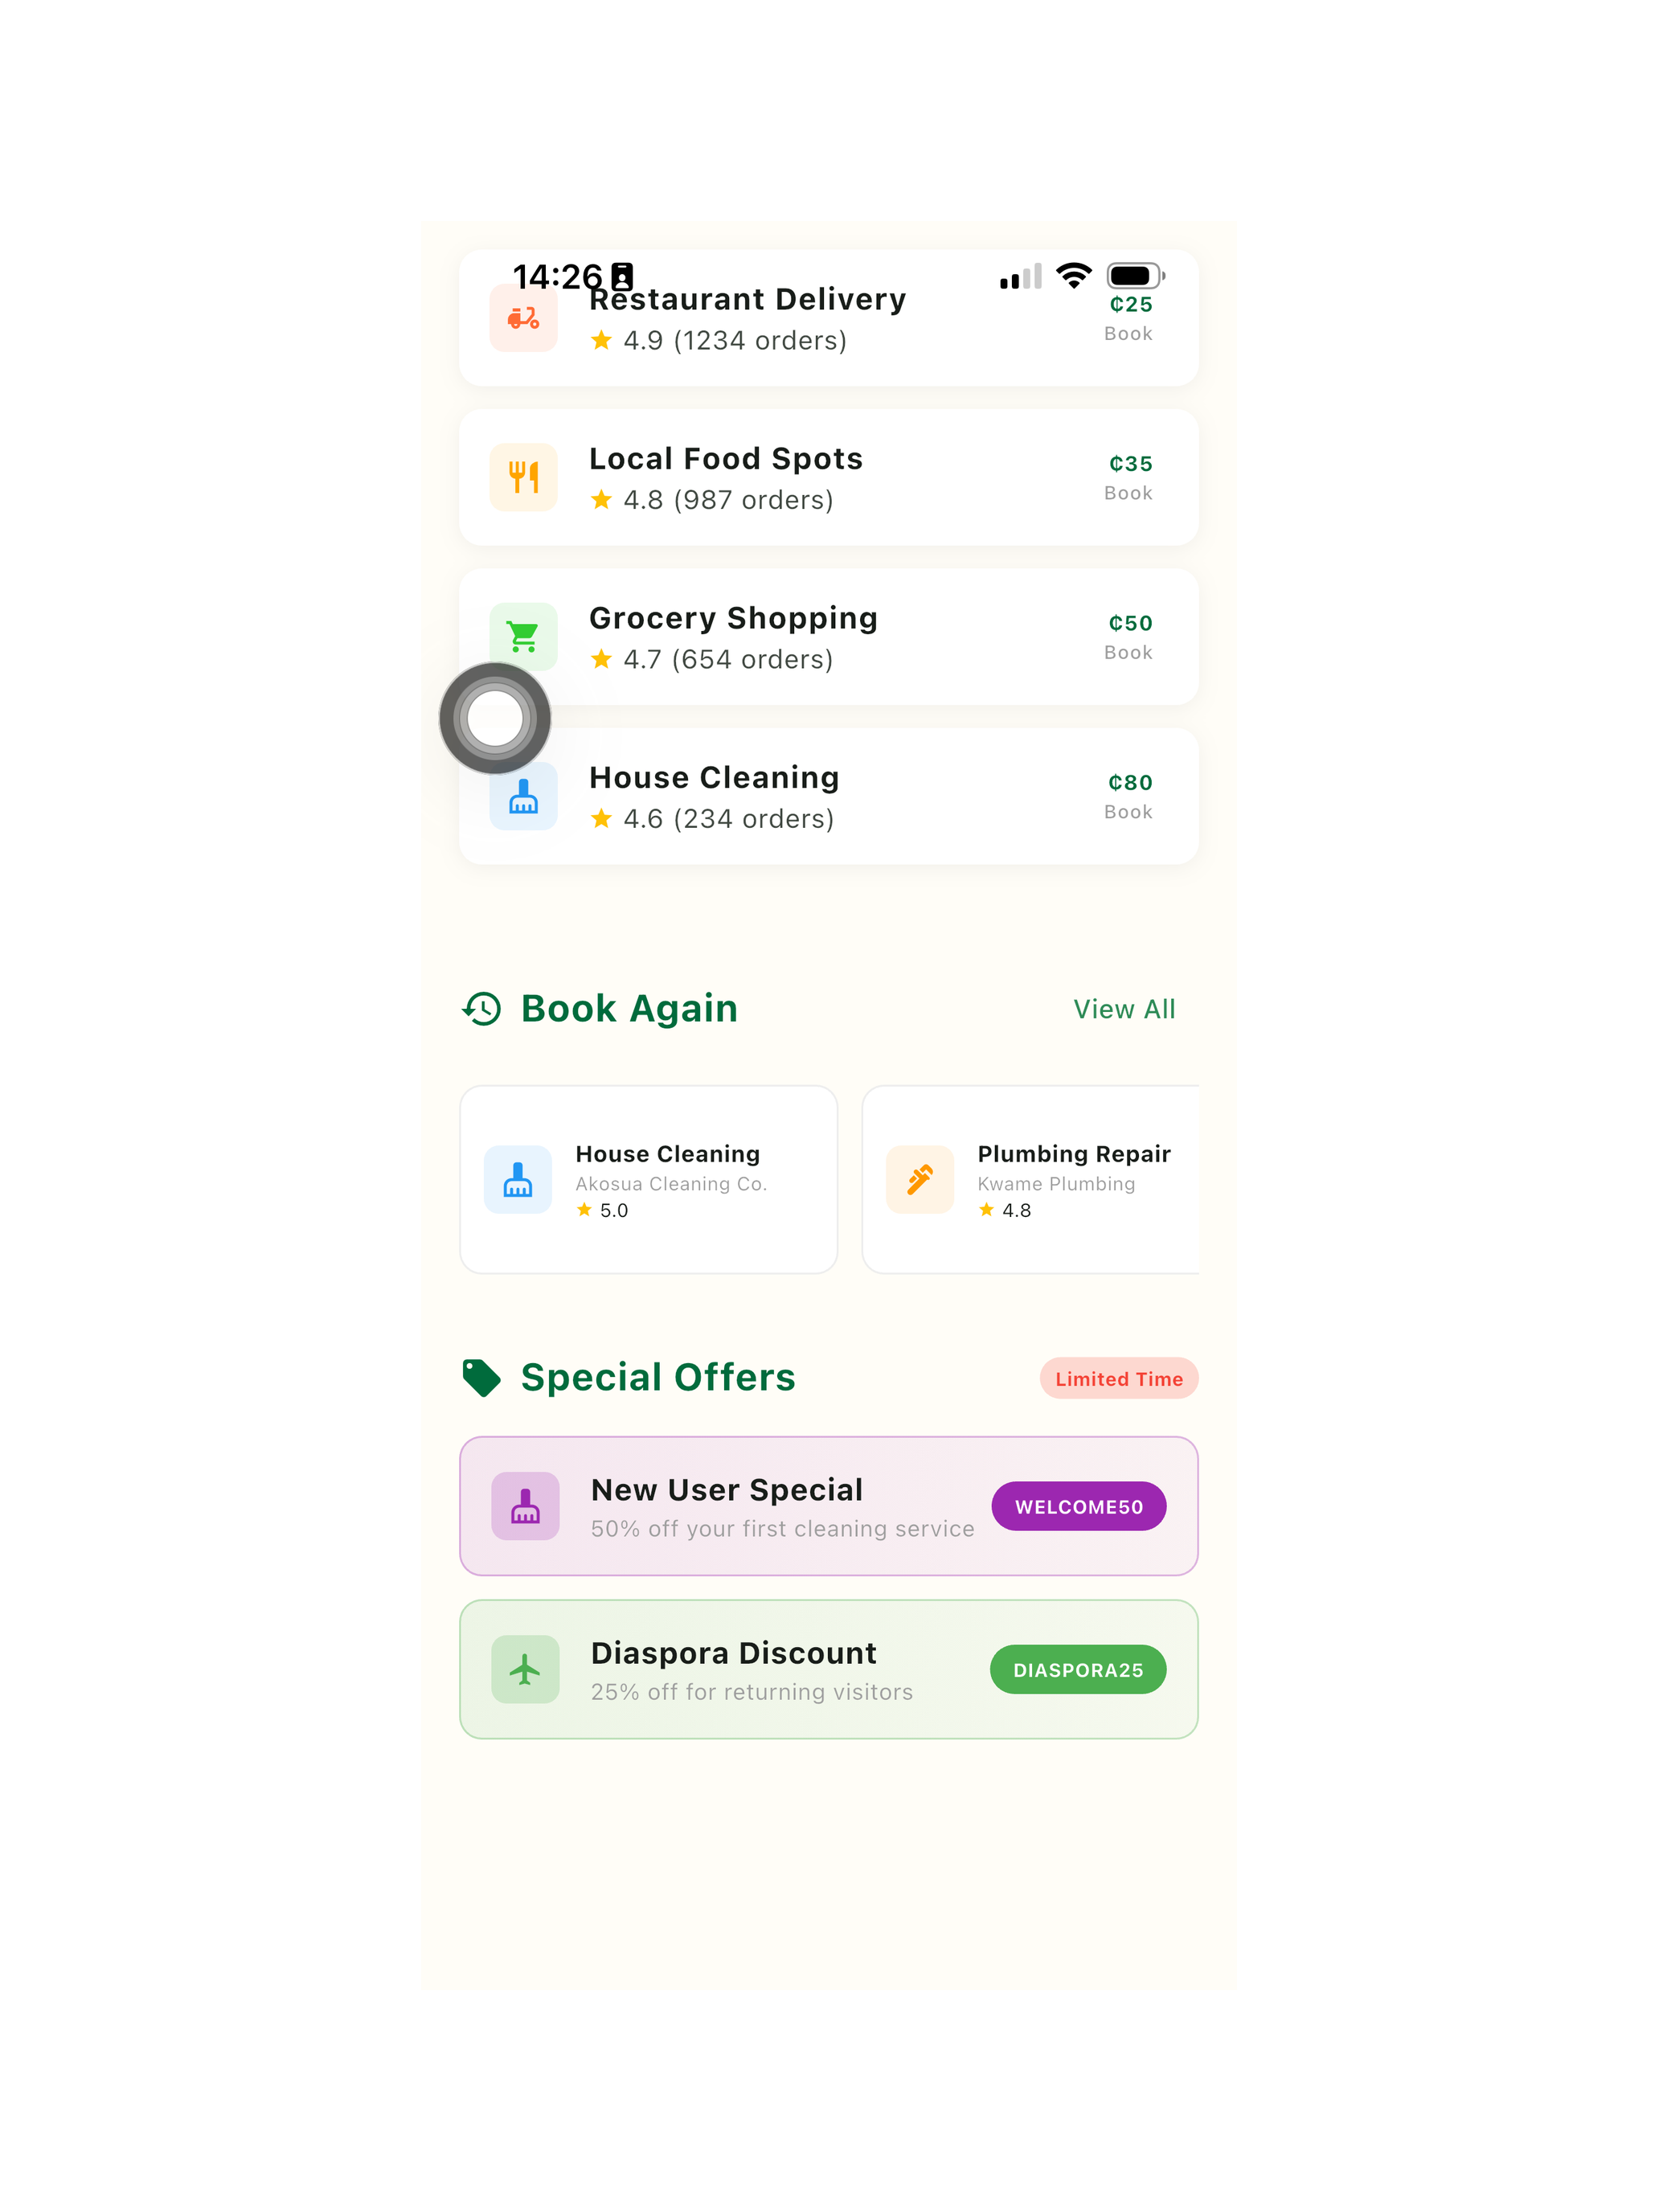 14:26
Restaurant Delivery
₵25
4.9 (1234 orders)
Book
Local Food Spots
₵35
4.8 (987 orders)
Book
Grocery Shopping
₵50
4.7 (654 orders)
Book
House Cleaning
₵80
4.6 (234 orders)
Book
Book Again
View All
House Cleaning
Akosua Cleaning Co.
5.0
Plumbing Repair
Kwame Plumbing
4.8
Special Offers
Limited Time
New User Special
50% off your first cleaning service
WELCOME50
Diaspora Discount
25% off for returning visitors
DIASPORA25